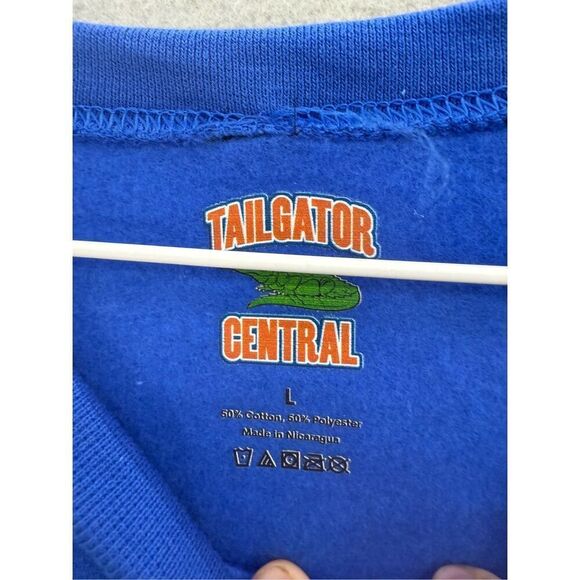 TAILGATOR
CENTRAL
L
50% Cotton, 50% Polyester
Made in Nicaragua